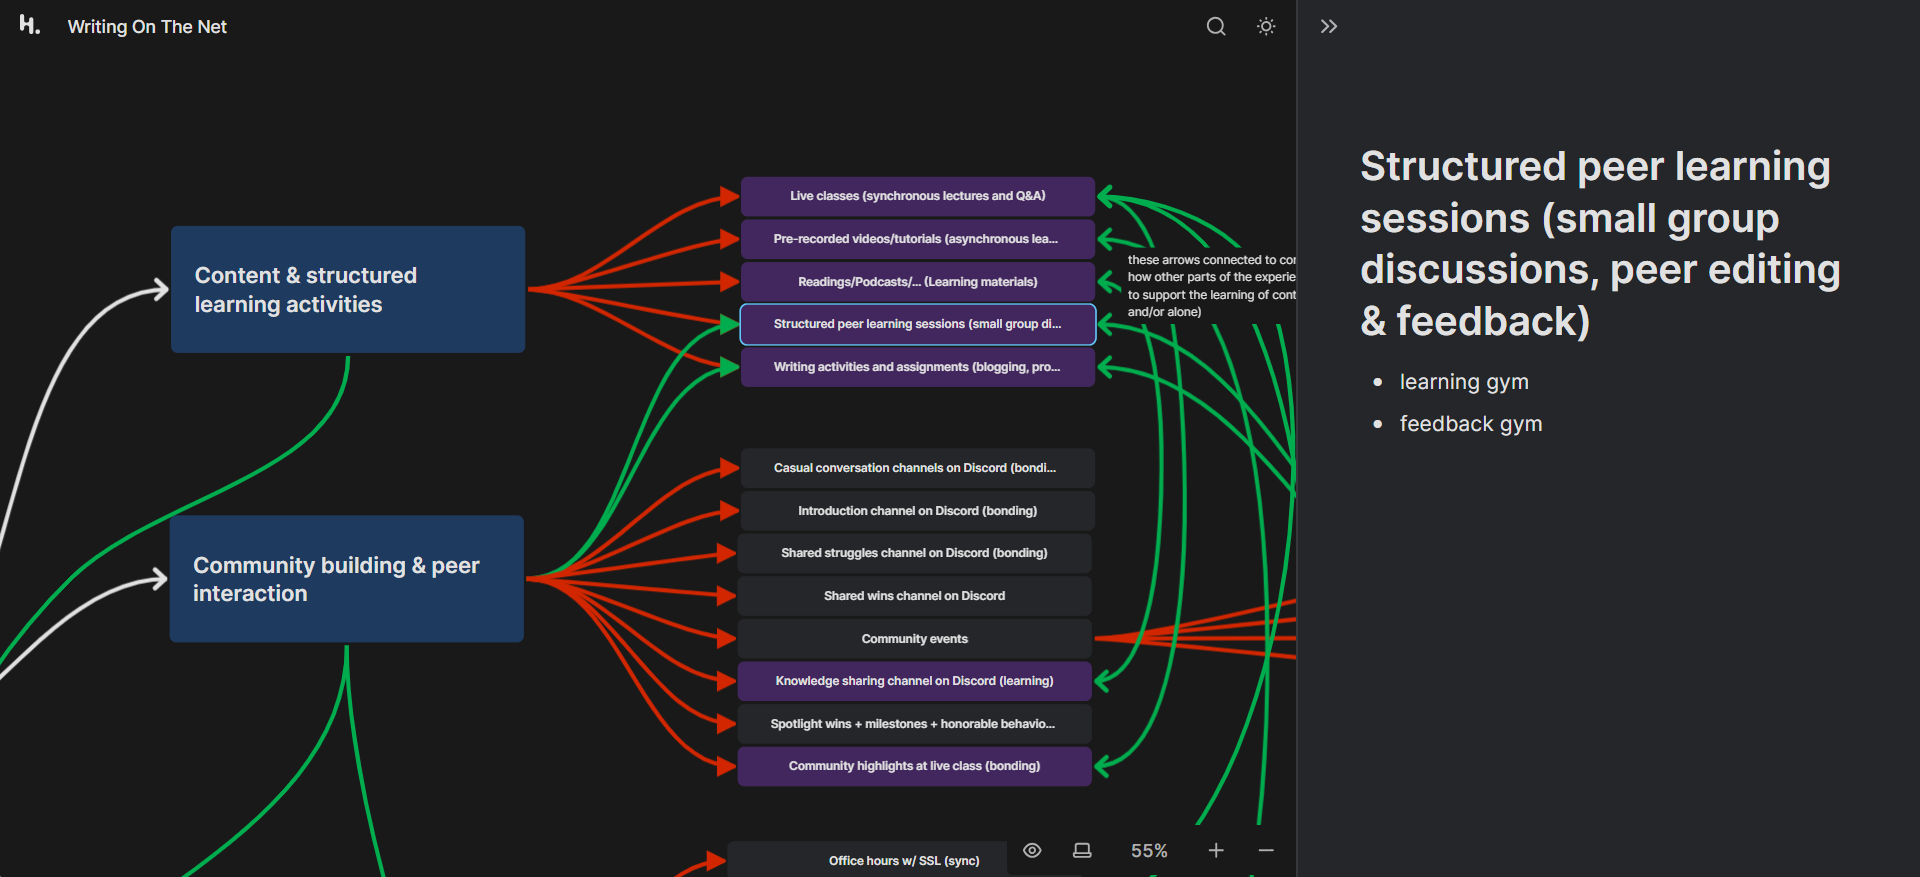 H.
Writing On The Net
Content & structured
learning activities
Community building & peer
interaction
Live classes (synchronous lectures and Q&A)
Pre-recorded videos/tutorials (asynchronous lea...
Readings/Podcasts/... (Learning materials)
Structured peer learning sessions (small group di...
Writing activities and assignments (blogging, pro...
these arrows connected to con
how other parts of the experie
to support the learning of cont
and/or alone)
Casual conversation channels on Discord (bondi...
Introduction channel on Discord (bonding)
Shared struggles channel on Discord (bonding)
Shared wins channel on Discord
Community events
Knowledge sharing channel on Discord (learning)
Spotlight wins + milestones + honorable behavio...
Community highlights at live class (bonding)
Office hours w/ SSL (sync)
55%
Structured peer learning
sessions (small group
discussions, peer editing
& feedback)
• learning gym
• feedback gym